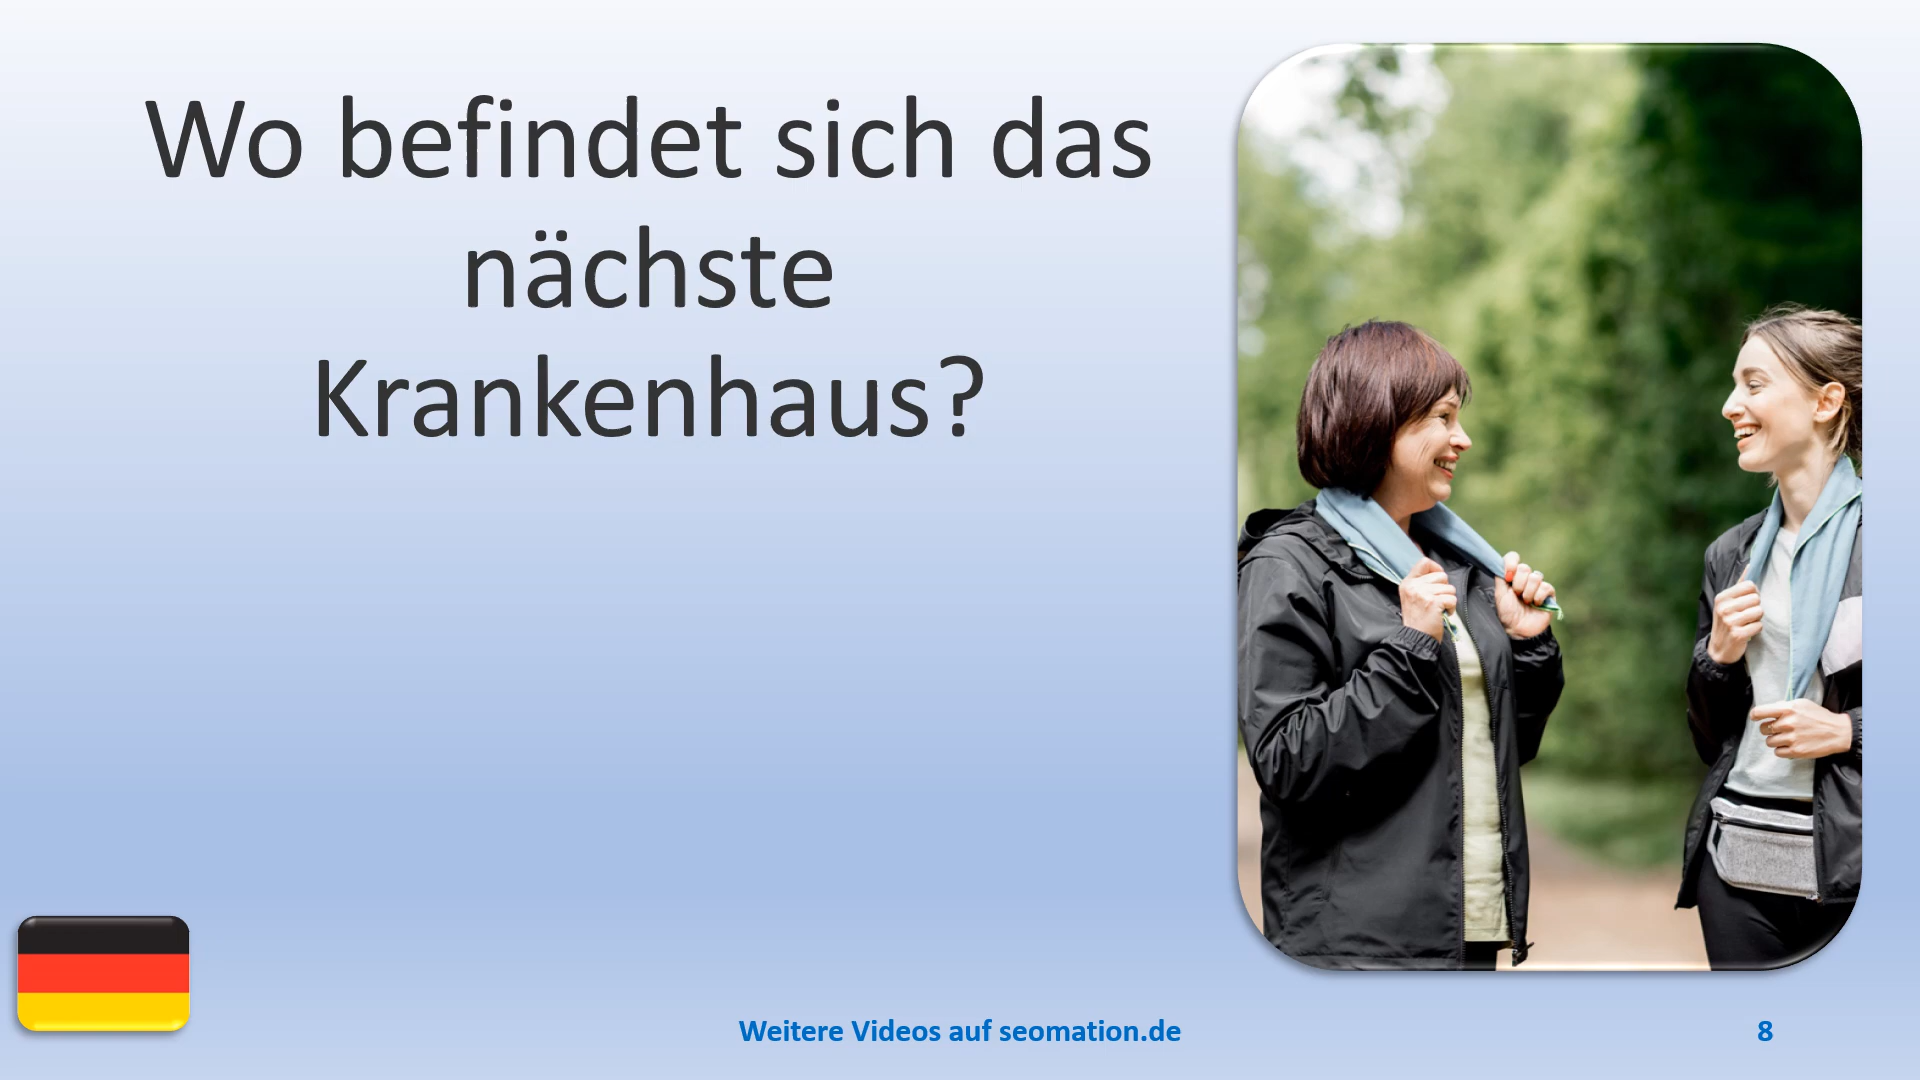 Wo befindet sich das
nächste
Krankenhaus?
Weitere Videos auf seomation.de
8